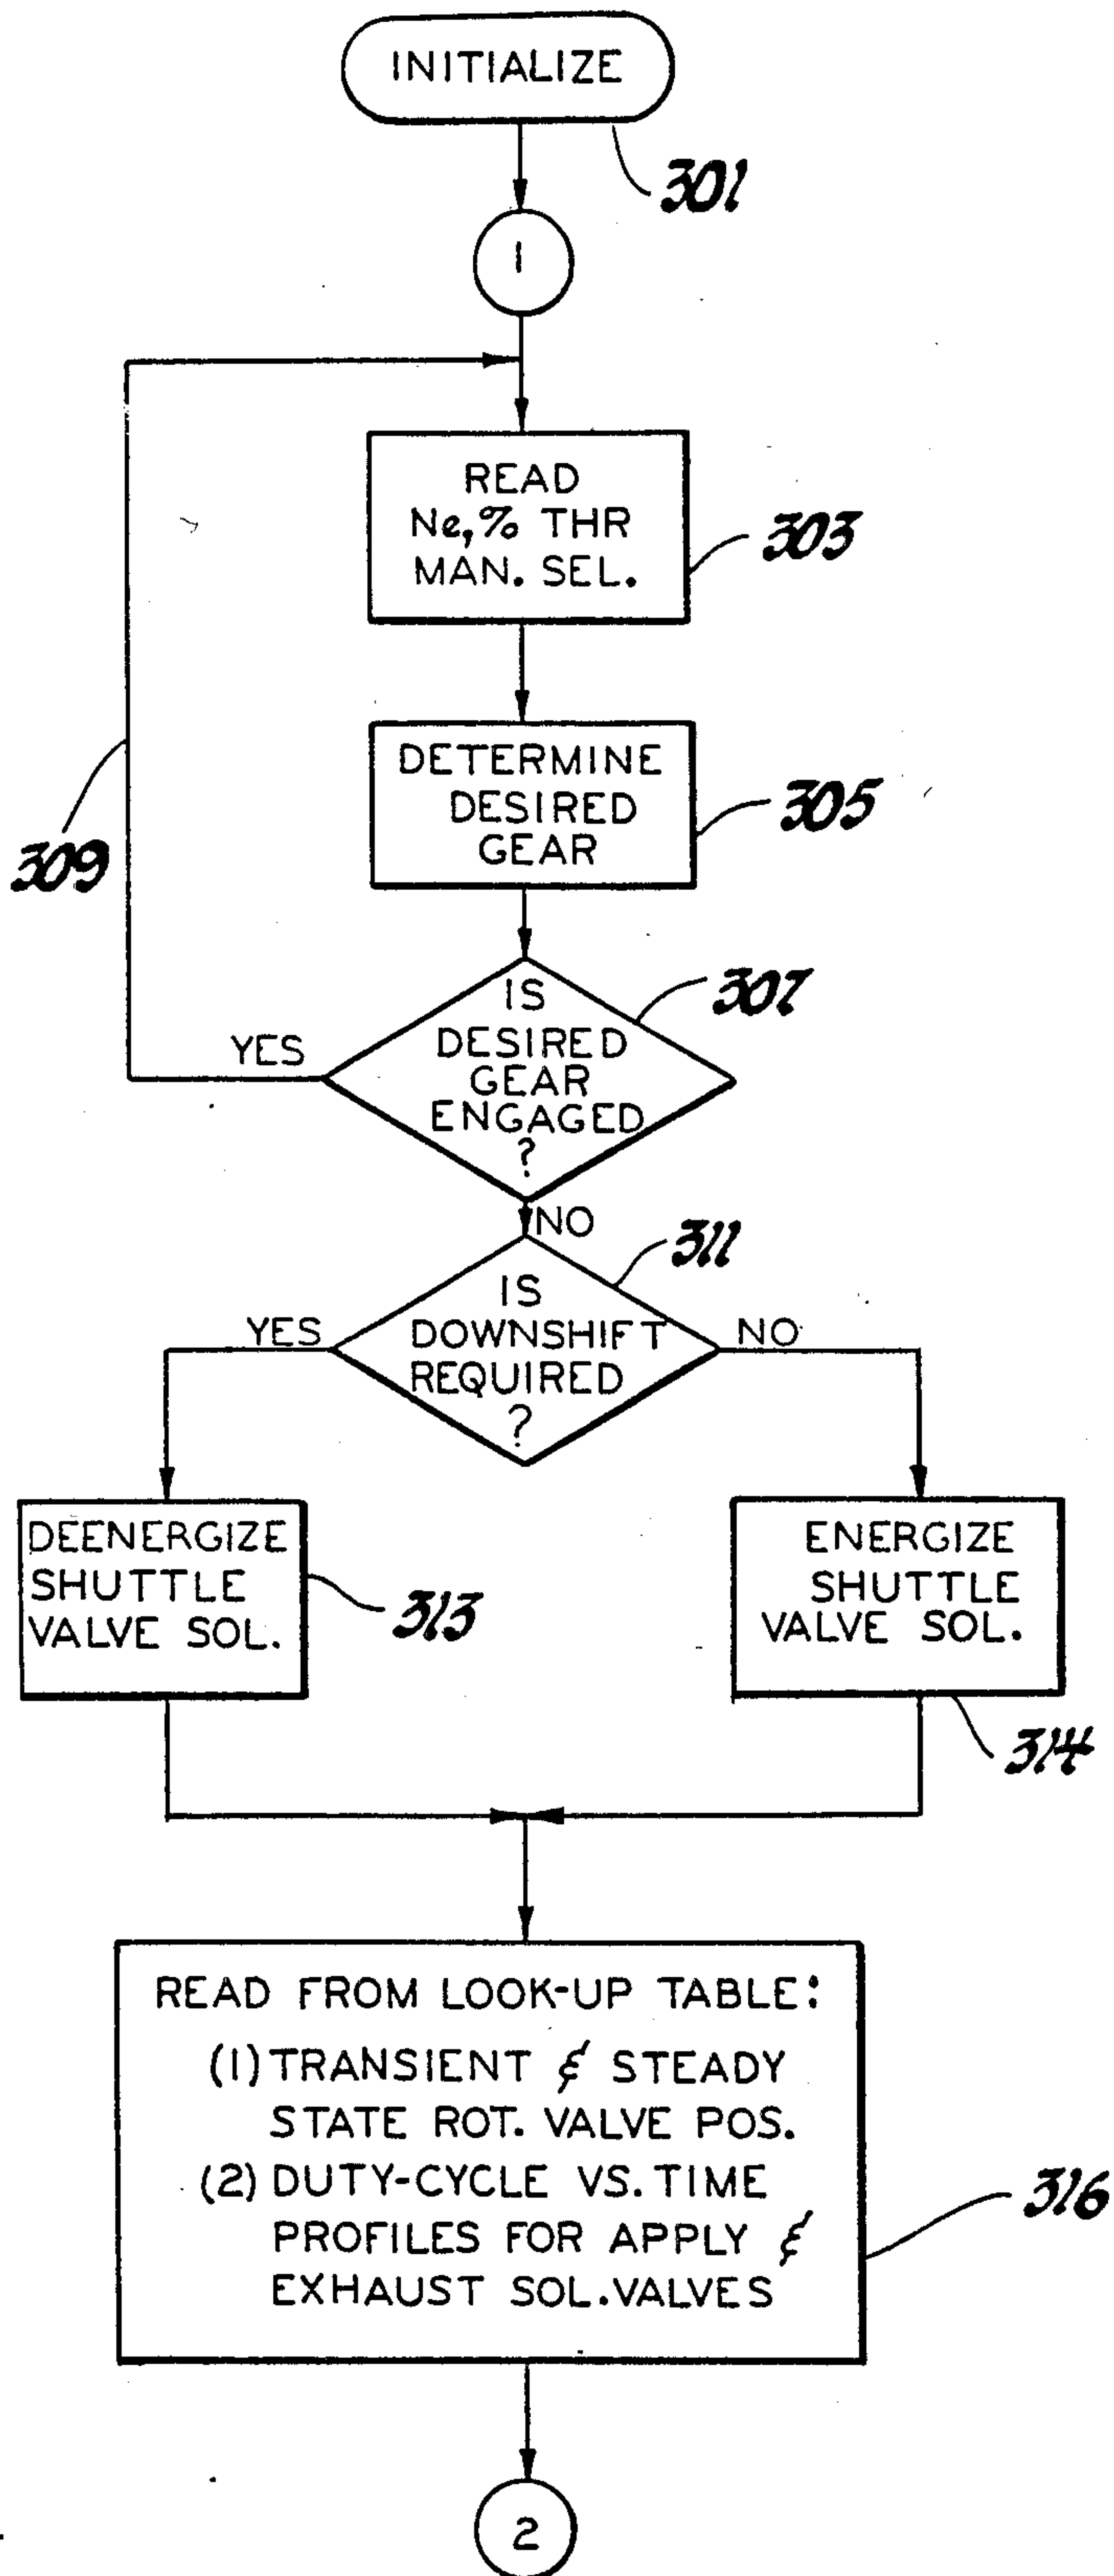 INITIALIZE
301
1
READ
Ne,% THR
MAN. SEL.
303
DETERMINE
DESIRED
GEAR
305
309
IS
DESIRED
GEAR
ENGAGED
?
307
YES
NO
IS
DOWNSHIFT
REQUIRED
?
311
YES
NO
DEENERGIZE
SHUTTLE
VALVE SOL.
313
ENERGIZE
SHUTTLE
VALVE SOL.
314
READ FROM LOOK-UP TABLE:
(1) TRANSIENT & STEADY
STATE ROT. VALVE POS.
(2) DUTY-CYCLE VS. TIME
PROFILES FOR APPLY &
EXHAUST SOL. VALVES
316
2